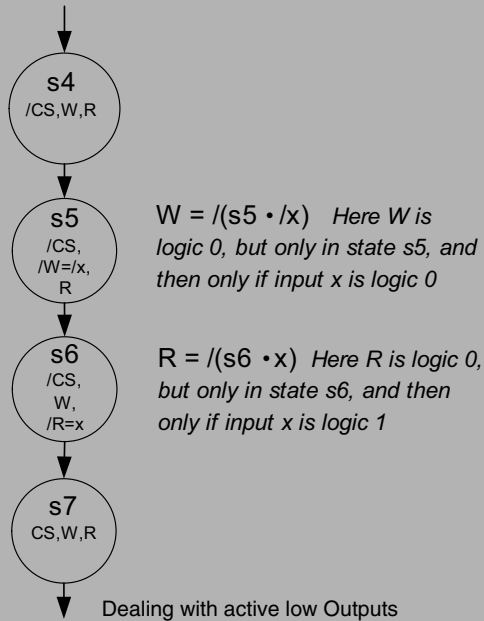 s4
/CS,W,R
s5
/CS,
/W=/x,
R
W = /(s5 • /x) Here W is
logic 0, but only in state s5, and
then only if input x is logic 0
s6
/CS,
W,
/R=x
R = /(s6 • x) Here R is logic 0,
but only in state s6, and then
only if input x is logic 1
s7
CS,W,R
Dealing with active low Outputs